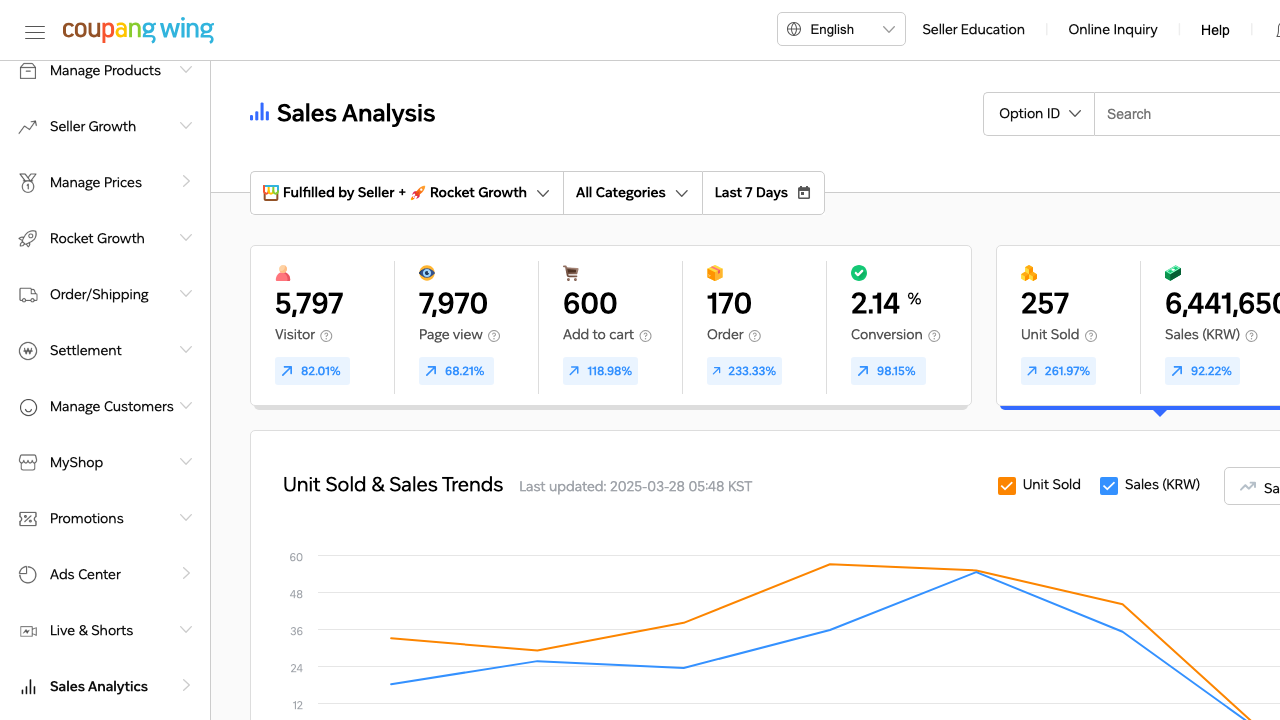 coupang wing
English
Seller Education
Online Inquiry
Help
Manage Products
Seller Growth
Manage Prices
Rocket Growth
Order/Shipping
Settlement
Manage Customers
MyShop
Promotions
Ads Center
Live & Shorts
Sales Analytics
Sales Analysis
Option ID
Search
Fulfilled by Seller + 🚀 Rocket Growth
All Categories
Last 7 Days
5,797
Visitor ?
82.01%
7,970
Page view ?
68.21%
600
Add to cart ?
118.98%
170
Order ?
233.33%
2.14 %
Conversion ?
98.15%
257
Unit Sold ?
261.97%
6,441,650
Sales (KRW) ?
92.22%
Unit Sold & Sales Trends
Last updated: 2025-03-28 05:48 KST
Unit Sold
Sales (KRW)
Sa
60
48
36
24
12